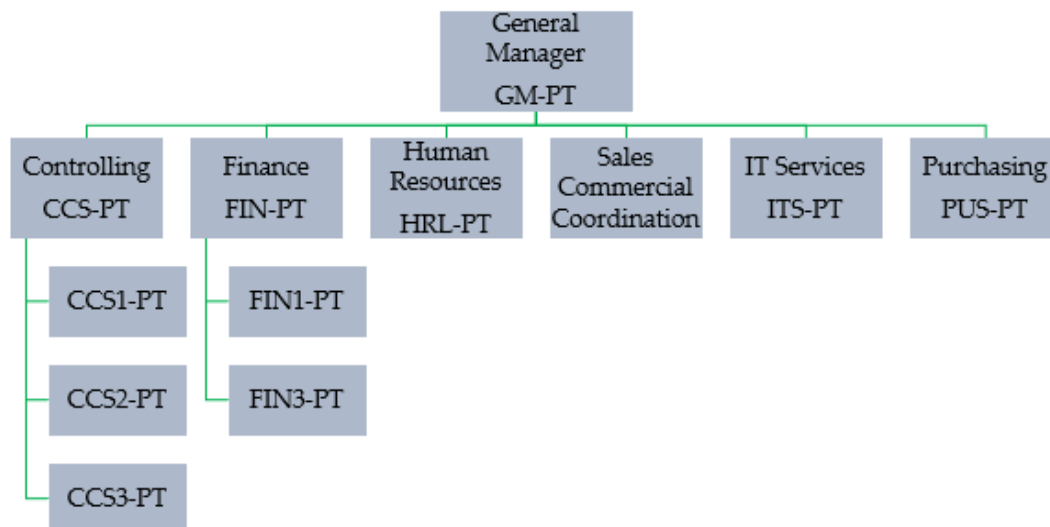 General
Manager
GM-PT
Controlling
CCS-PT
Finance
FIN-PT
Human
Resources
HRL-PT
Sales
Commercial
Coordination
IT Services
ITS-PT
Purchasing
PUS-PT
CCS1-PT
FIN1-PT
CCS2-PT
FIN3-PT
CCS3-PT